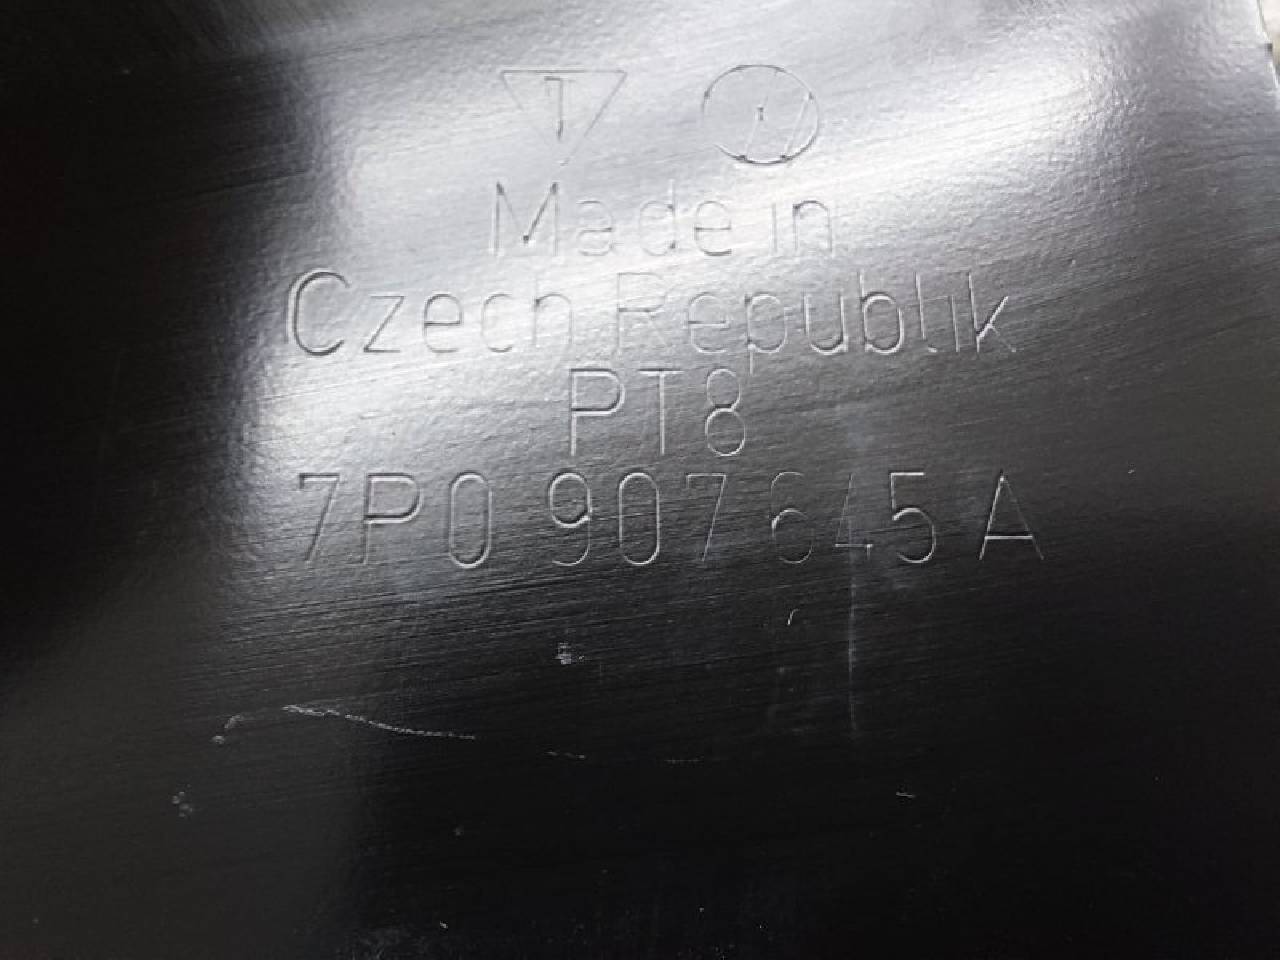 T
Made in
Czech Republik
PT8
7P0 907 645 A